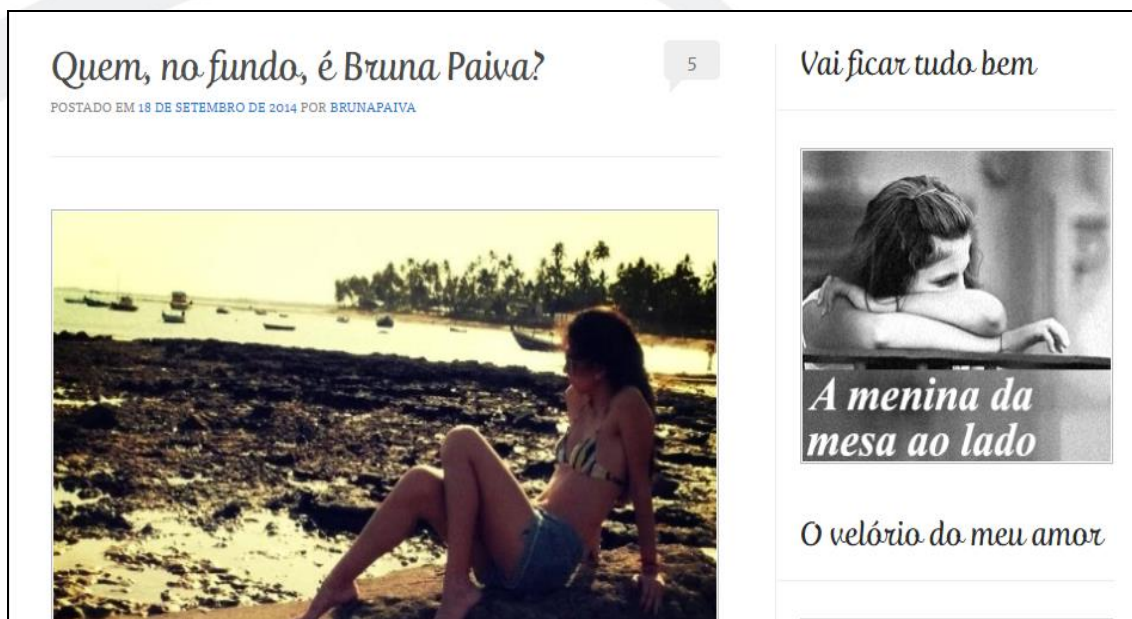 Quem, no fundo, é Bruna Paiva?
5
POSTADO EM 18 DE SETEMBRO DE 2014 POR BRUNAPAIVA
Vai ficar tudo bem
A menina da
mesa ao lado
O velório do meu amor